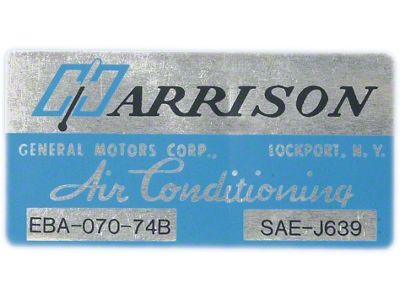 HARRISON
GENERAL MOTORS CORP., LOCKPORT, N. Y.
Air Conditioning
EBA-070-74B SAE-J639